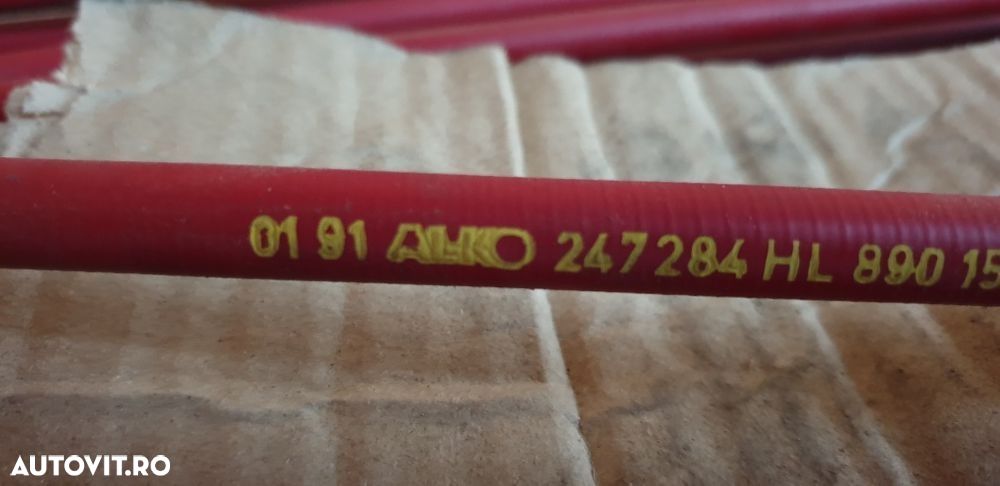 01 91 AL-KO 247284 HL 890 15
AUTOVIT.RO